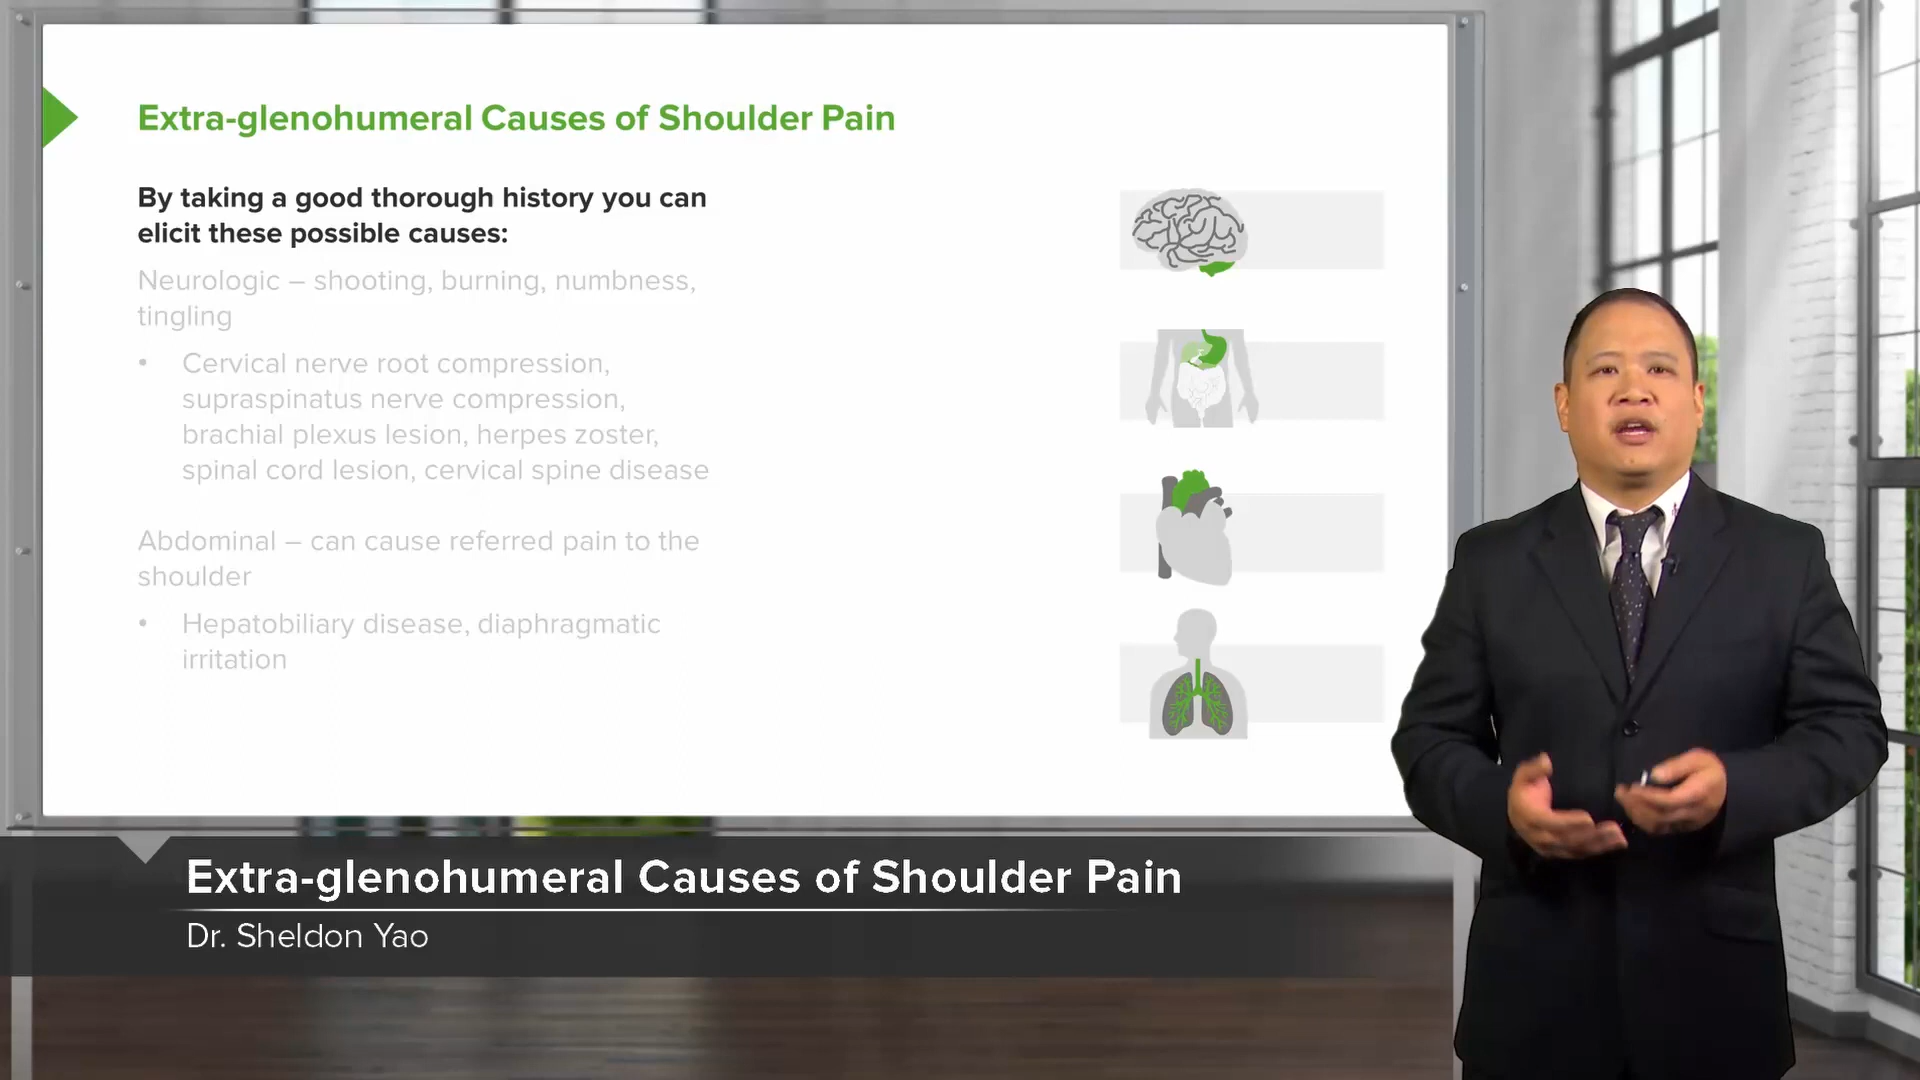 Extra-glenohumeral Causes of Shoulder Pain
By taking a good thorough history you can
elicit these possible causes:
Neurologic – shooting, burning, numbness,
tingling
• Cervical nerve root compression,
supraspinatus nerve compression,
brachial plexus lesion, herpes zoster,
spinal cord lesion, cervical spine disease
Abdominal – can cause referred pain to the
shoulder
• Hepatobiliary disease, diaphragmatic
irritation
Extra-glenohumeral Causes of Shoulder Pain
Dr. Sheldon Yao